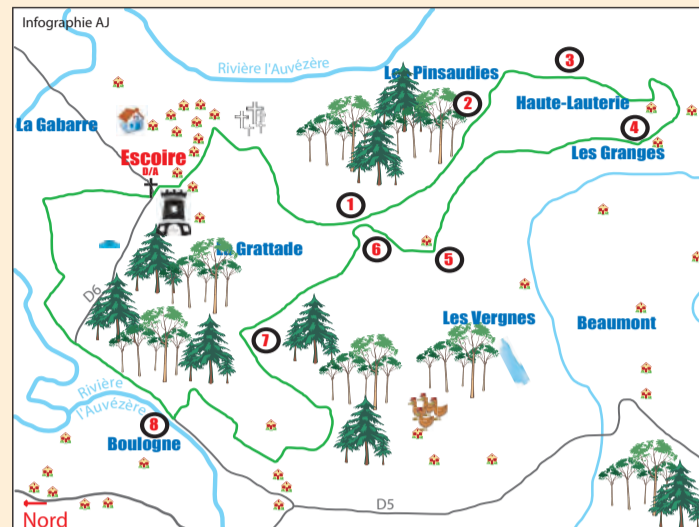 Infographie AJ
Rivière l'Auvézère
Les Pinsaudies
3
2
Haute-Lauterie
La Gabarre
4
Escoire
D/A
Les Granges
1
6
La Grattade
5
D6
Les Vergnes
Beaumont
7
Rivière
l'Auvézère
8
Boulogne
D5
Nord